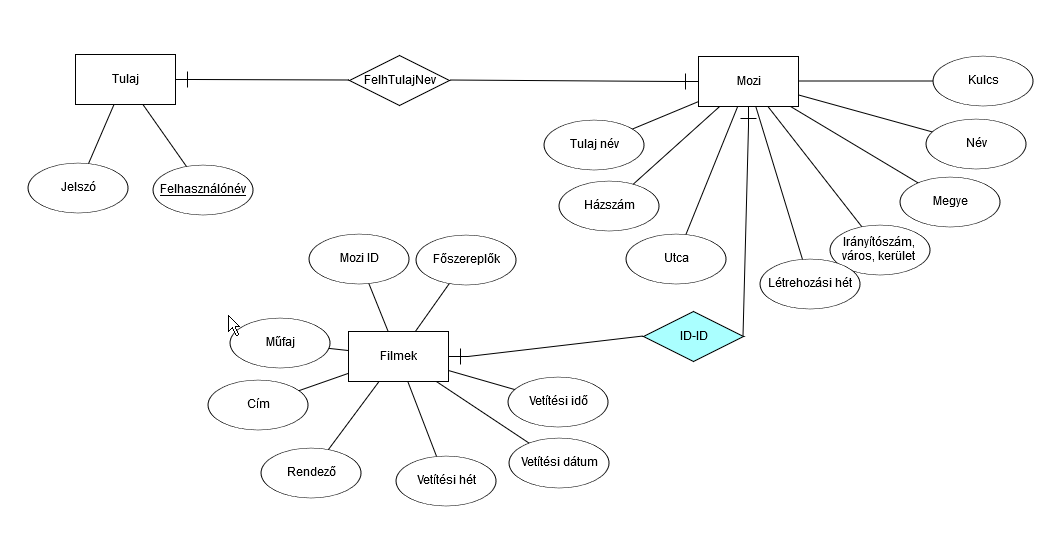 Tulaj
FelhTulajNev
Mozi
Kulcs
Tulaj név
Név
Jelszó
Felhasználónév
Házszám
Megye
Irányítószám,
város, kerület
Mozi ID
Főszereplők
Utca
Létrehozási hét
Műfaj
Filmek
ID-ID
Cím
Vetítési idő
Rendező
Vetítési hét
Vetítési dátum